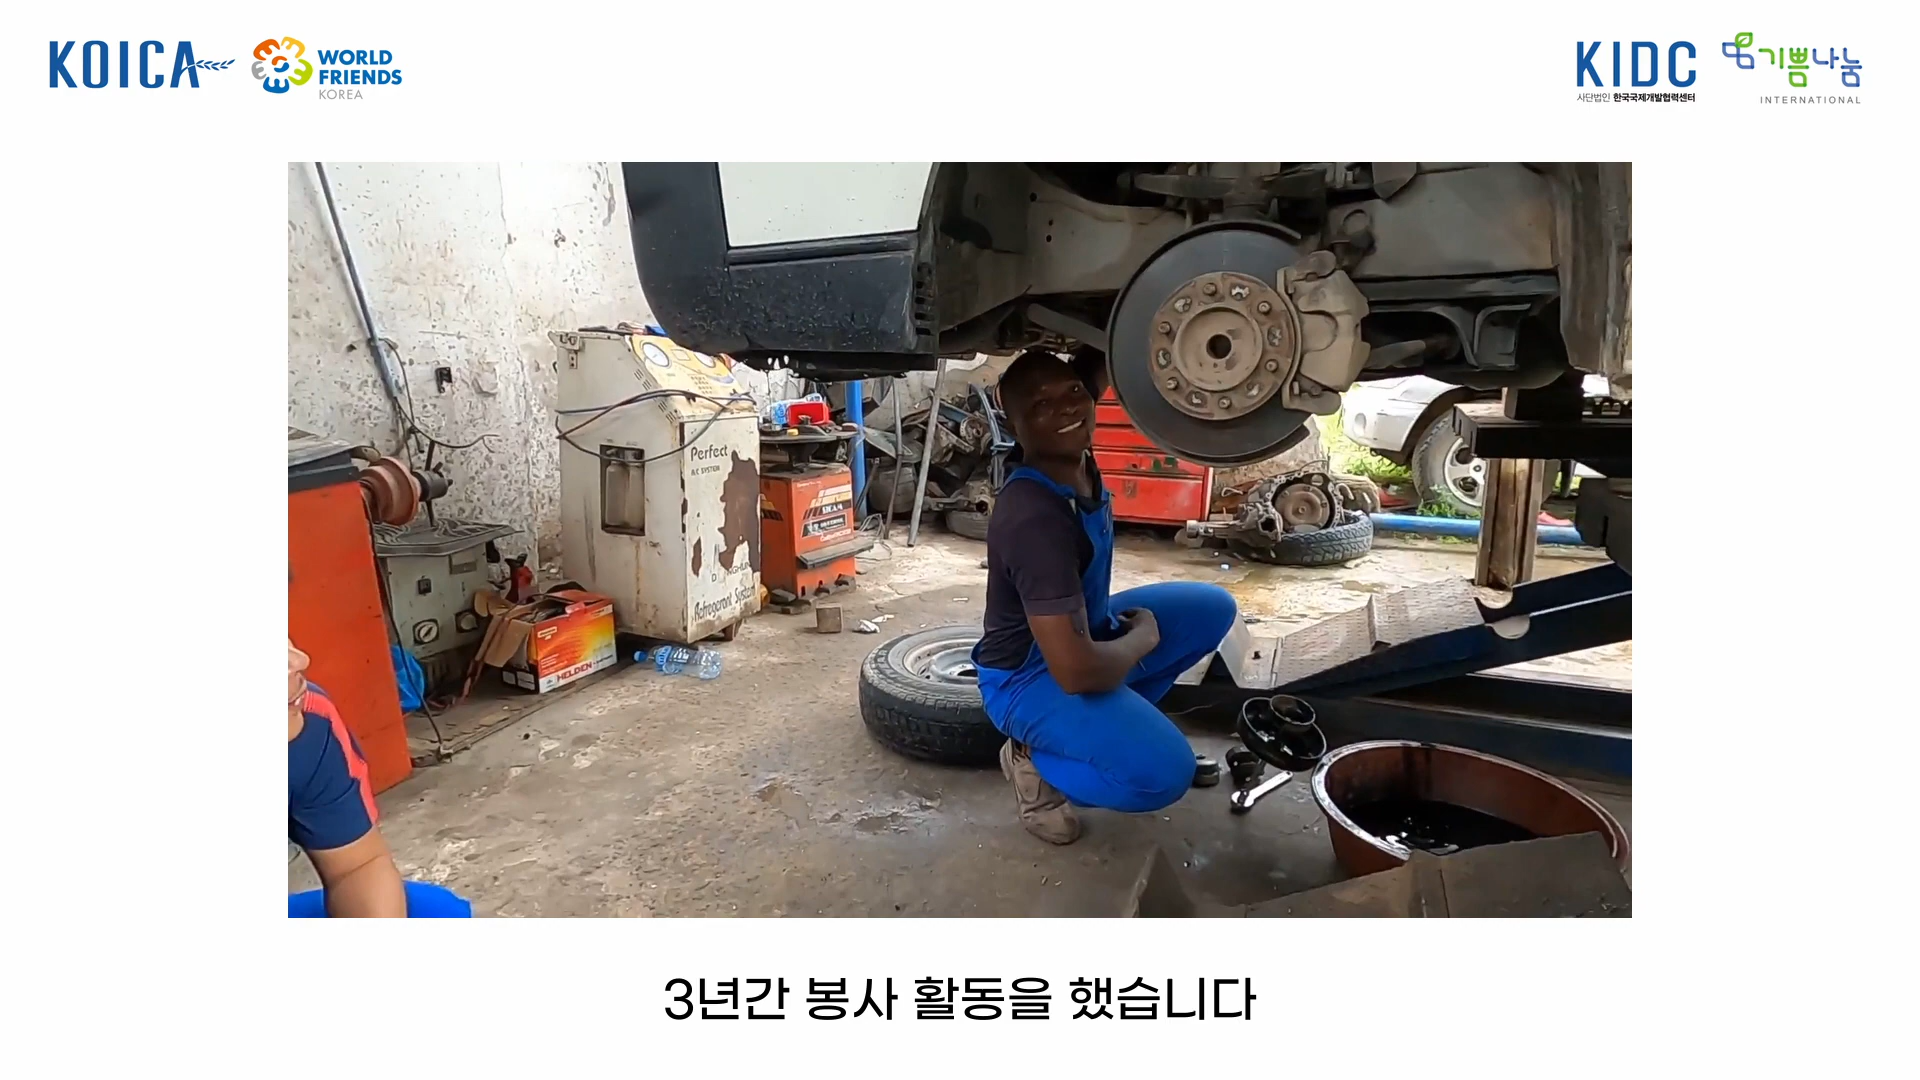 KOICA
WORLD
FRIENDS
KOREA
KIDC
사단법인 한국국제개발협력센터
기쁨나눔
INTERNATIONAL
Perfect
A/C SYSTEM
Refregerant System
HELDEN
3년간 봉사 활동을 했습니다